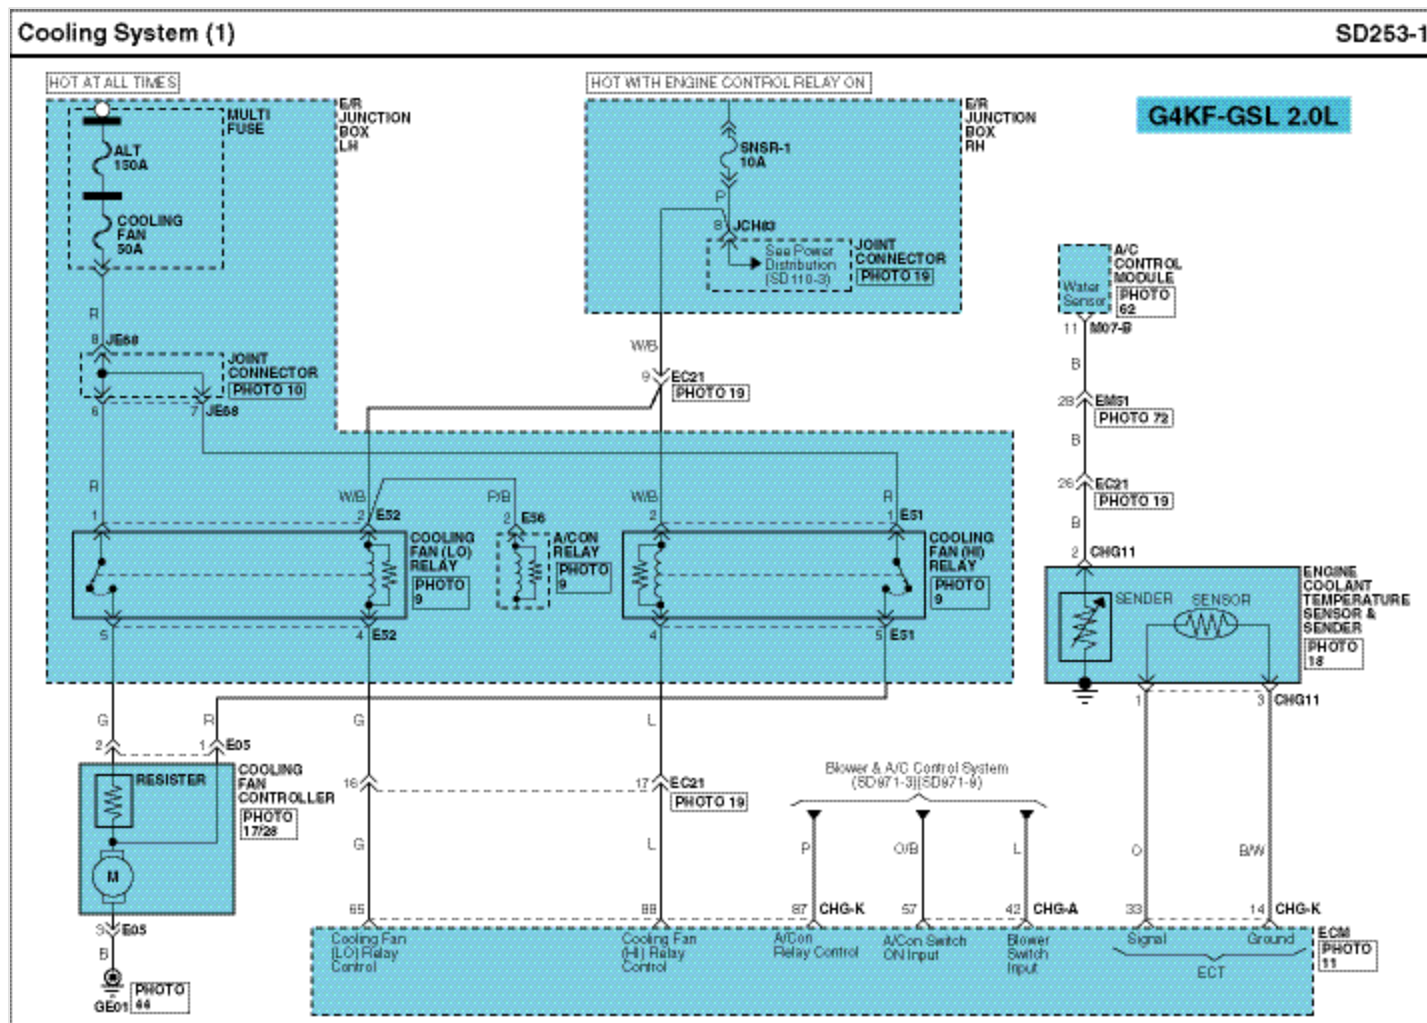 Cooling System (1)
SD253-1
HOT AT ALL TIMES
HOT WITH ENGINE CONTROL RELAY ON
G4KF-GSL 2.0L
E/R
JUNCTION
BOX
LH
MULTI
FUSE
ALT
150A
COOLING
FAN
50A
R
8 JE68
JOINT
CONNECTOR
PHOTO 10
6
7 JE68
E/R
JUNCTION
BOX
RH
SNSR-1
10A
P
8 JCH83
See Power
Distribution
(SD110-3)
JOINT
CONNECTOR
PHOTO 19
W/B
9 EC21
PHOTO 19
A/C
CONTROL
MODULE
PHOTO
62
Water
Sensor
11 M07-B
B
28 EM51
PHOTO 72
B
26 EC21
PHOTO 19
B
2 CHG11
R
W/B
P/B
W/B
R
1
2 E52
2 E56
2
1 E51
COOLING
FAN (LO)
RELAY
PHOTO
9
A/CON
RELAY
PHOTO
9
COOLING
FAN (HI)
RELAY
PHOTO
9
5
4 E52
4
5 E51
SENDER
SENSOR
ENGINE
COOLANT
TEMPERATURE
SENSOR &
SENDER
PHOTO
18
1
3 CHG11
G
R
G
L
2
1 E05
RESISTER
M
COOLING
FAN
CONTROLLER
PHOTO
17/28
3 E05
B
GE01
PHOTO
44
16
17 EC21
PHOTO 19
G
L
Blower & A/C Control System
(SD971-3)(SD971-9)
P
O/B
L
O
B/W
65
88
87 CHG-K
57
42 CHG-A
33
14 CHG-K
Cooling Fan
(LO) Relay
Control
Cooling Fan
(HI) Relay
Control
A/Con
Relay Control
A/Con Switch
ON Input
Blower
Switch
Input
Signal
Ground
ECT
ECM
PHOTO
11